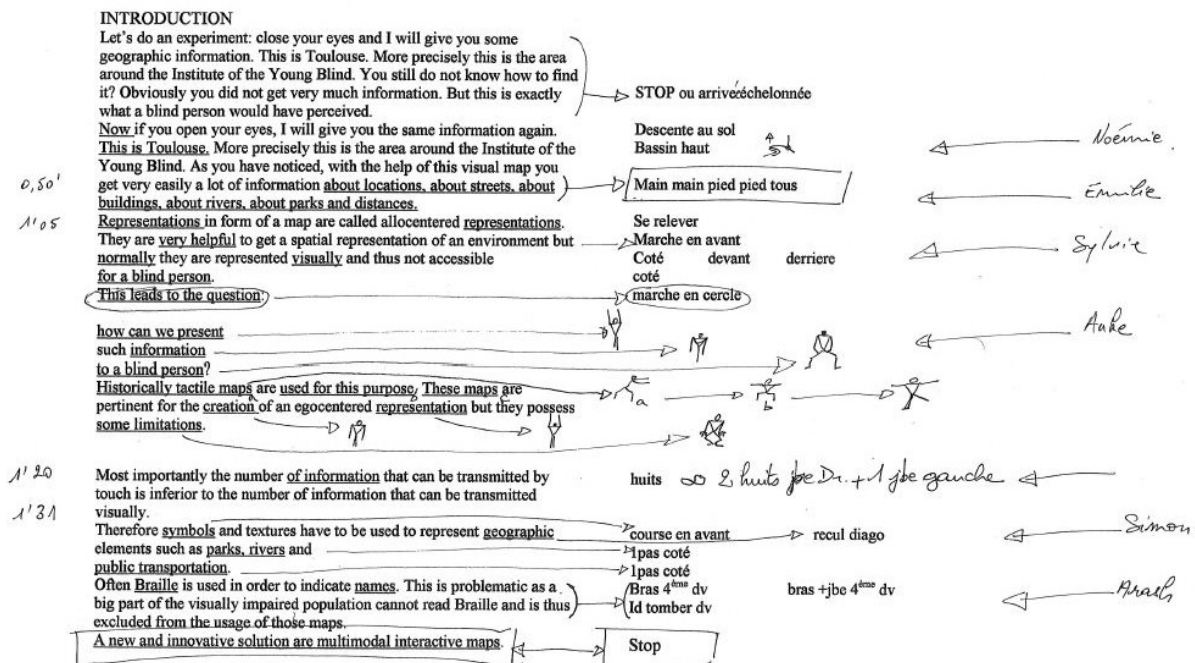 INTRODUCTION
Let's do an experiment: close your eyes and I will give you some
geographic information. This is Toulouse. More precisely this is the area
around the Institute of the Young Blind. You still do not know how to find
it? Obviously you did not get very much information. But this is exactly
what a blind person would have perceived.
STOP ou arrivée échelonnée
Now if you open your eyes, I will give you the same information again.
This is Toulouse. More precisely this is the area around the Institute of the
Young Blind. As you have noticed, with the help of this visual map you
get very easily a lot of information about locations, about streets, about
buildings, about rivers, about parks and distances.
Descente au sol
Bassin haut
Noémie.
0,50'
Main main pied pied tous
Emilie
1'05
Representations in form of a map are called allocentered representations.
They are very helpful to get a spatial representation of an environment but
normally they are represented visually and thus not accessible
for a blind person.
Se relever
Marche en avant
Coté devant derriere
coté
Sylvie
This leads to the question:
marche en cercle
how can we present
such information
to a blind person?
Anke
Historically tactile maps are used for this purpose. These maps are
pertinent for the creation of an egocentered representation but they possess
some limitations.
a
b
1'20
Most importantly the number of information that can be transmitted by
touch is inferior to the number of information that can be transmitted
visually.
huits ∞ 2 huits jbe Dr. + 1 jbe gauche
1'31
Therefore symbols and textures have to be used to represent geographic
elements such as parks, rivers and
public transportation.
course en avant recul diago
1pas coté
1pas coté
Simon
Often Braille is used in order to indicate names. This is problematic as a
big part of the visually impaired population cannot read Braille and is thus
excluded from the usage of those maps.
Bras 4ème dv bras +jbe 4ème dv
Id tomber dv
Arash
A new and innovative solution are multimodal interactive maps.
Stop